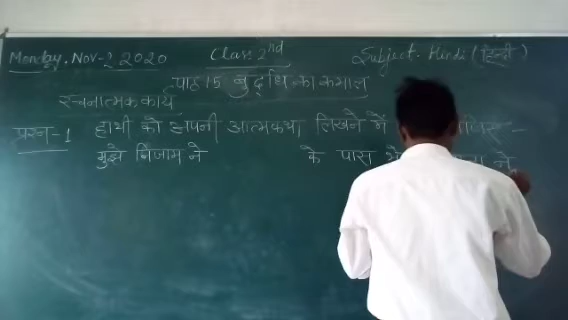 Monday, Nov-2 2020 Class 2nd Subject- Hindi (हिन्दी)
पाठ 15 बुद्धि का कमाल
रचनात्मक कार्य
प्रश्न-1 हाथी को अपनी आत्मकथा लिखने में
मुझे निजाम ने के पास ने